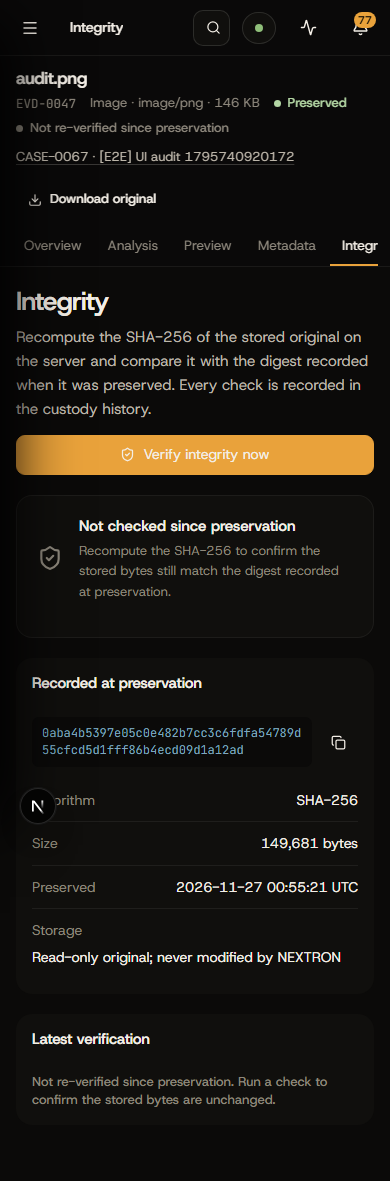 Integrity
77
audit.png
EVD-0047 Image · image/png · 146 KB Preserved
Not re-verified since preservation
CASE-0067 · [E2E] UI audit 1795740920172
Download original
Overview Analysis Preview Metadata Integr
Integrity
Recompute the SHA-256 of the stored original on
the server and compare it with the digest recorded
when it was preserved. Every check is recorded in
the custody history.
Verify integrity now
Not checked since preservation
Recompute the SHA-256 to confirm the
stored bytes still match the digest recorded
at preservation.
Recorded at preservation
0aba4b5397e05c0e482b7cc3c6fdfa54789d
55cfcd5d1fff86b4ecd09d1a12ad
N orithm SHA-256
Size 149,681 bytes
Preserved 2026-11-27 00:55:21 UTC
Storage
Read-only original; never modified by NEXTRON
Latest verification
Not re-verified since preservation. Run a check to
confirm the stored bytes are unchanged.